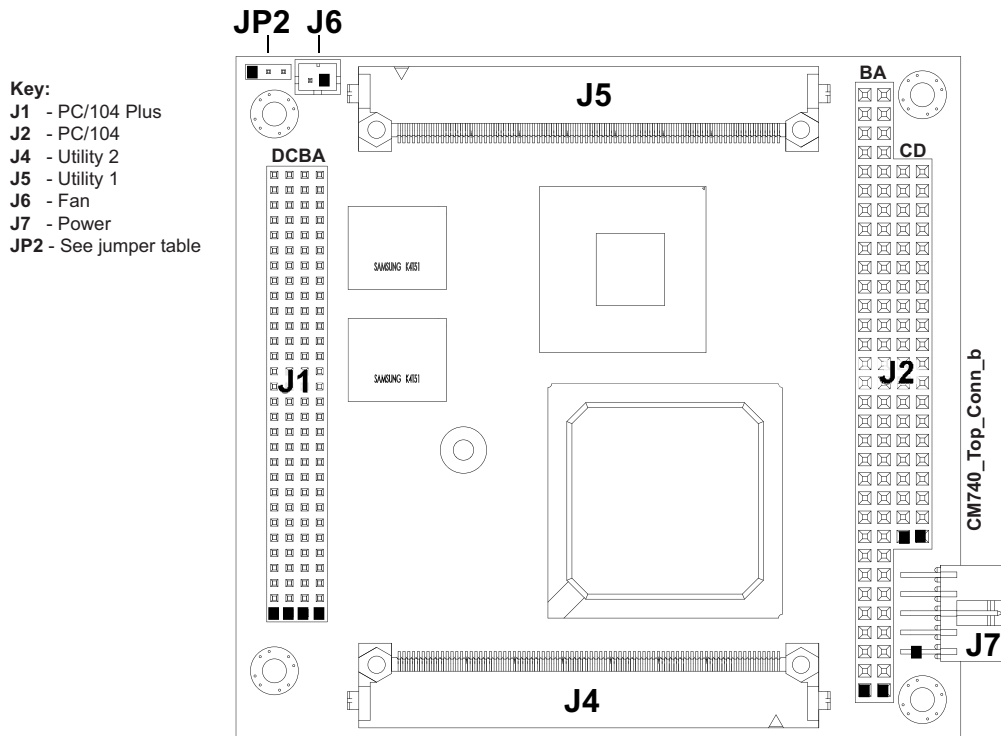 JP2 J6
Key:
J1 - PC/104 Plus
J2 - PC/104
J4 - Utility 2
J5 - Utility 1
J6 - Fan
J7 - Power
JP2 - See jumper table
J5
BA
CD
DCBA
SAMSUNG K4151
SAMSUNG K4151
J1
J2
CM740_Top_Conn_b
J7
J4